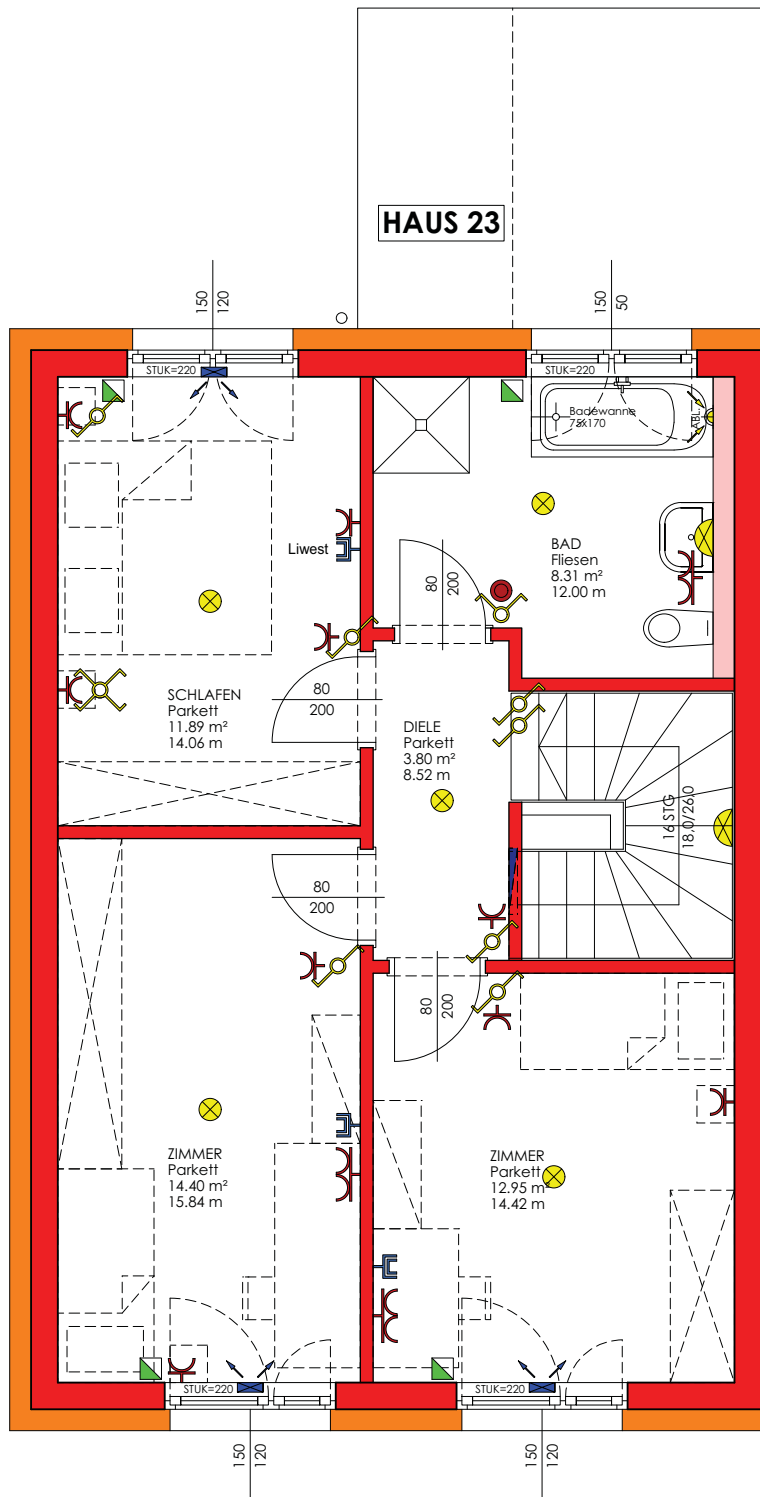 HAUS 23
150
120
150
50
STUK=220
STUK=220
Badewanne
75x170
ABL.
Liwest
BAD
Fliesen
8.31 m²
12.00 m
80
200
SCHLAFEN
Parkett
11.89 m²
14.06 m
80
200
DIELE
Parkett
3.80 m²
8.52 m
16 STG
18.0/26.0
80
200
80
200
ZIMMER
Parkett
14.40 m²
15.84 m
ZIMMER
Parkett
12.95 m²
14.42 m
STUK=220
STUK=220
150
120
150
120